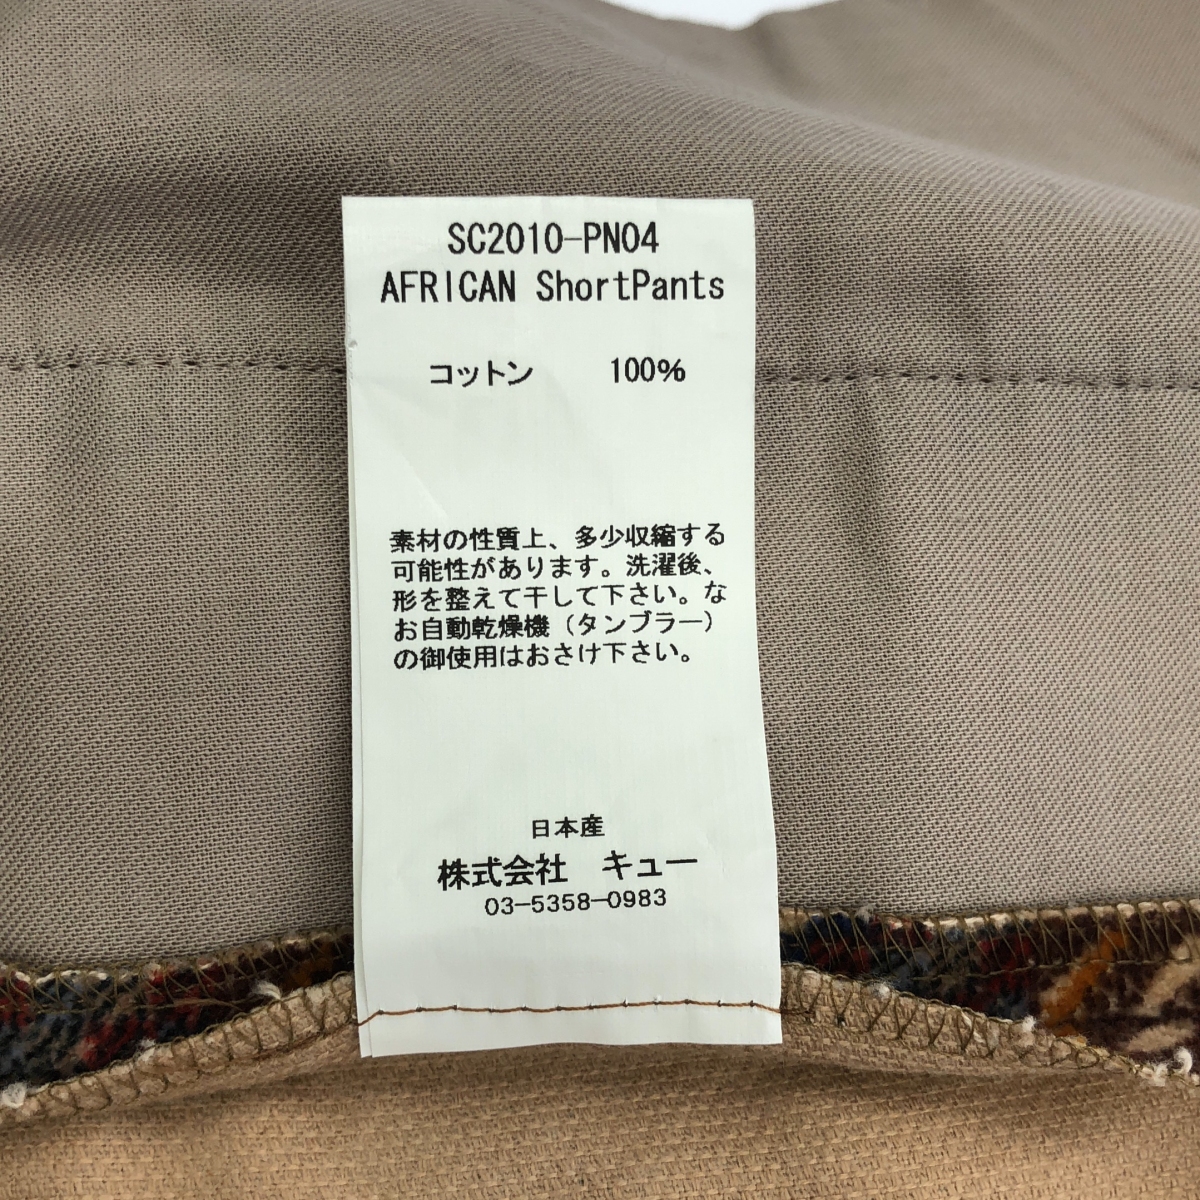 SC2010-PN04
AFRICAN ShortPants
コットン 100%
素材の性質上、多少収縮する
可能性があります。洗濯後、
形を整えて干して下さい。な
お自動乾燥機（タンブラー）
の御使用はおさけ下さい。
日本産
株式会社 キュー
03-5358-0983